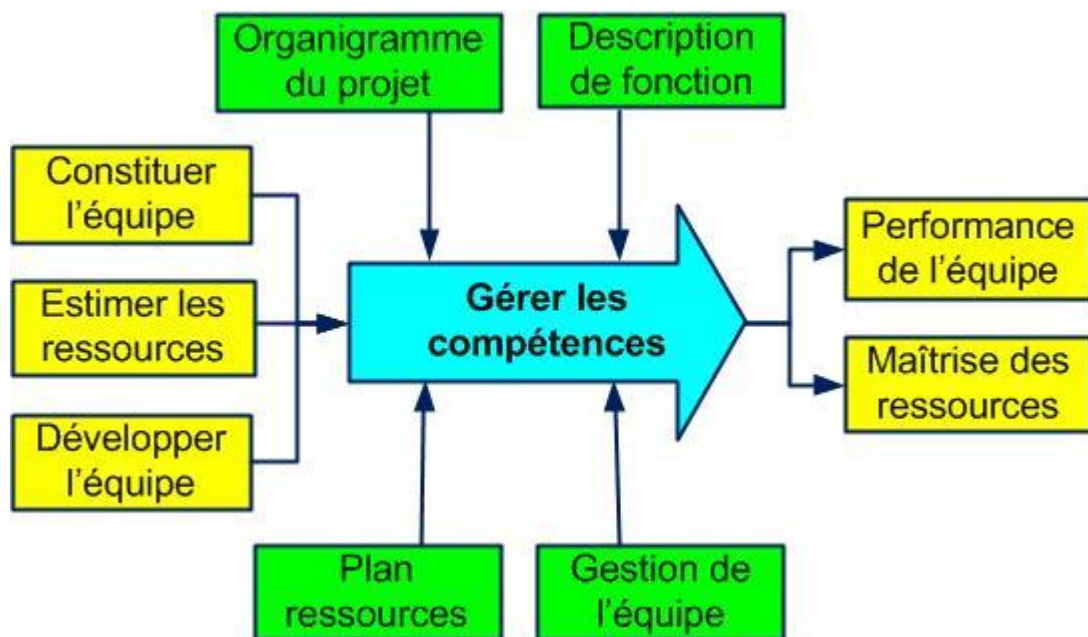 Organigramme
du projet
Description
de fonction
Constituer
l'équipe
Estimer les
ressources
Développer
l'équipe
Gérer les
compétences
Performance
de l'équipe
Maîtrise des
ressources
Plan
ressources
Gestion de
l'équipe